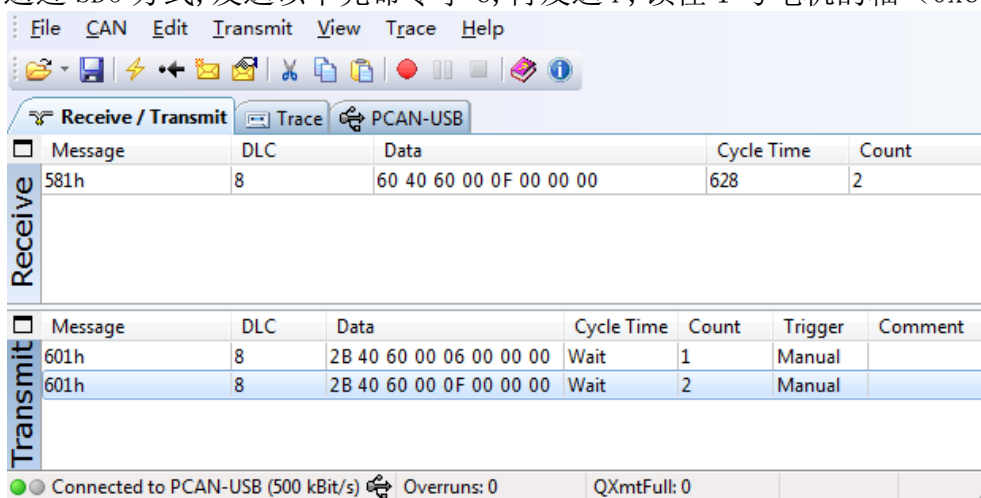 File CAN Edit Transmit View Trace Help
Receive / Transmit Trace PCAN-USB
Message DLC Data Cycle Time Count
581h 8 60 40 60 00 0F 00 00 00 628 2
Receive
Message DLC Data Cycle Time Count Trigger Comment
601h 8 2B 40 60 00 06 00 00 00 Wait 1 Manual
601h 8 2B 40 60 00 0F 00 00 00 Wait 2 Manual
Transmit
Connected to PCAN-USB (500 kBit/s) Overruns: 0 QXmtFull: 0